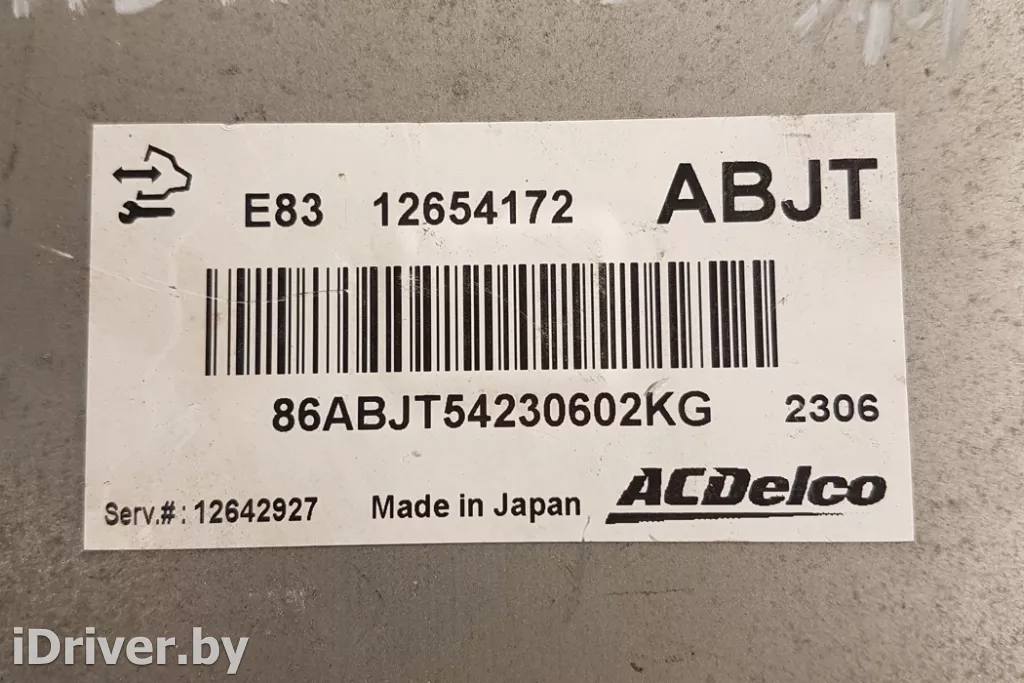 E83 12654172 ABJT
86ABJT54230602KG 2306
Serv.#: 12642927 Made in Japan ACDelco
iDriver.by